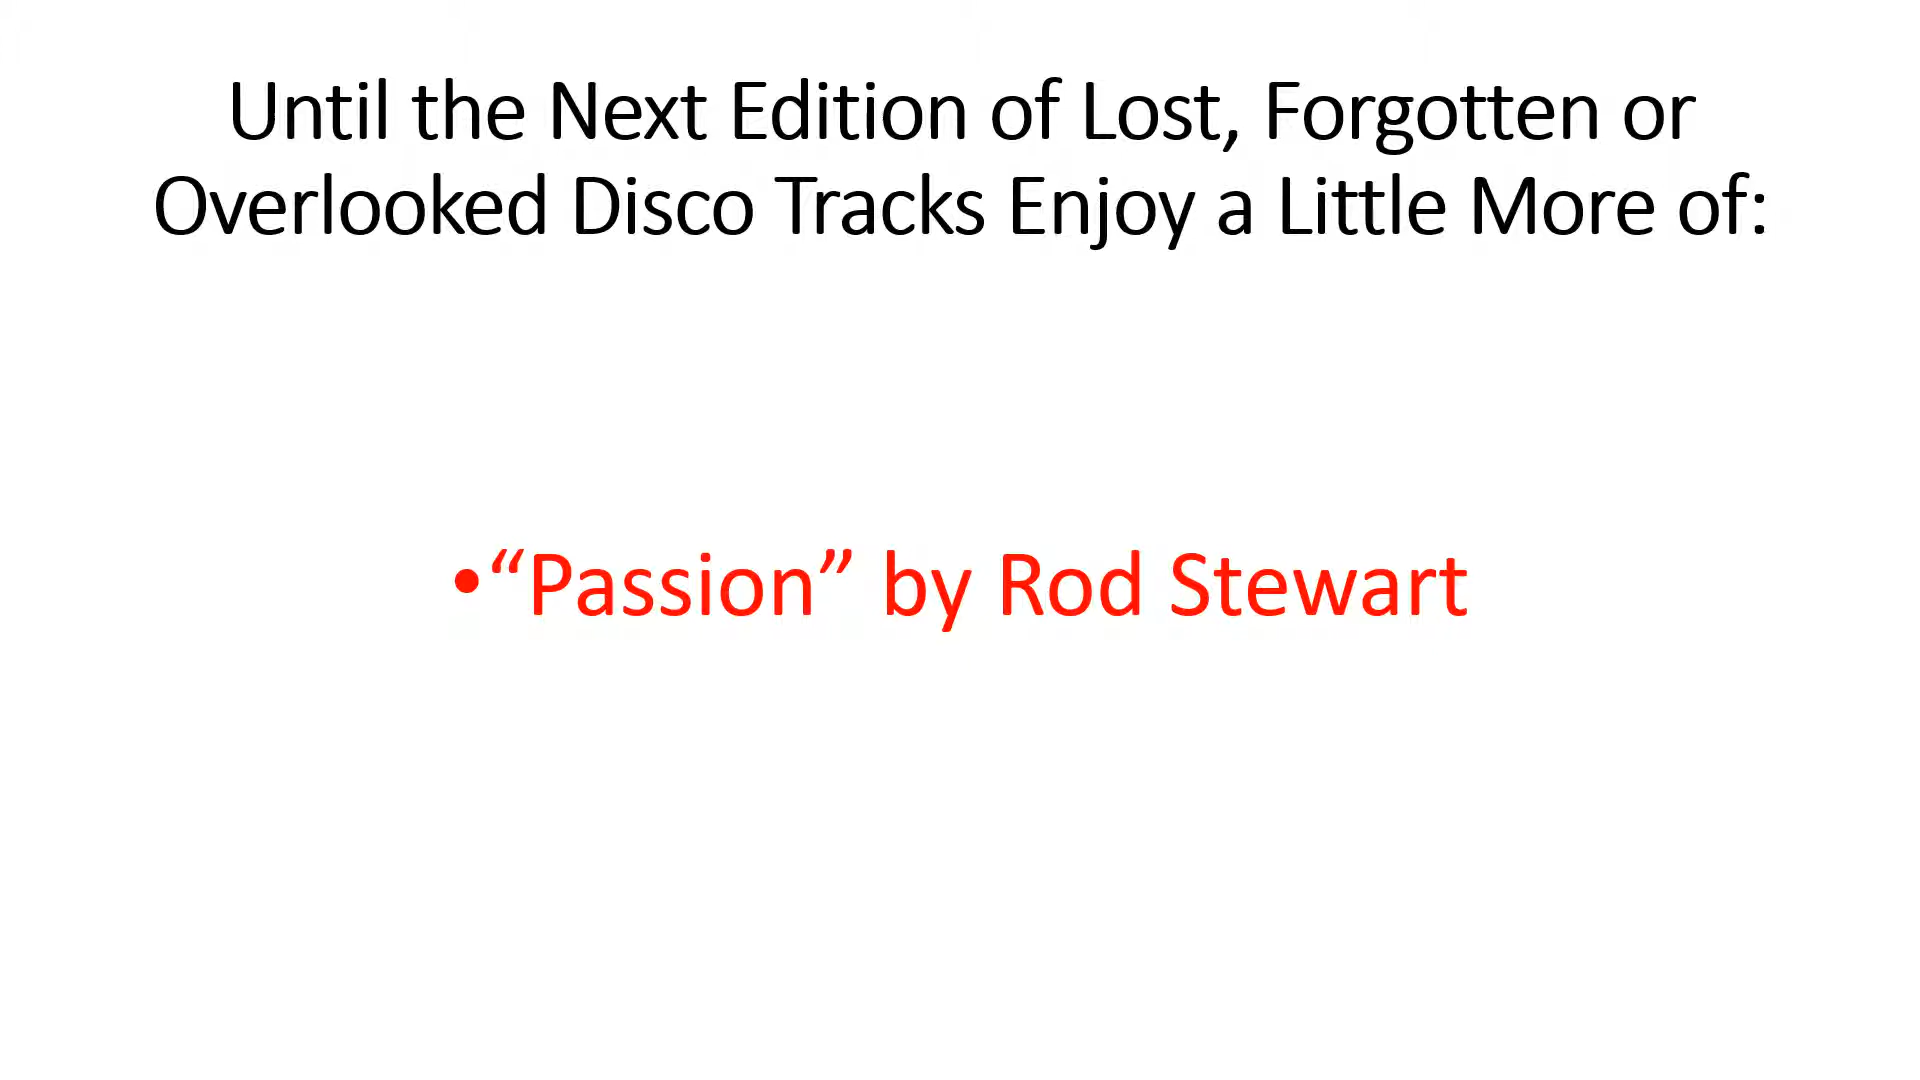 Until the Next Edition of Lost, Forgotten or
Overlooked Disco Tracks Enjoy a Little More of:
•“Passion” by Rod Stewart